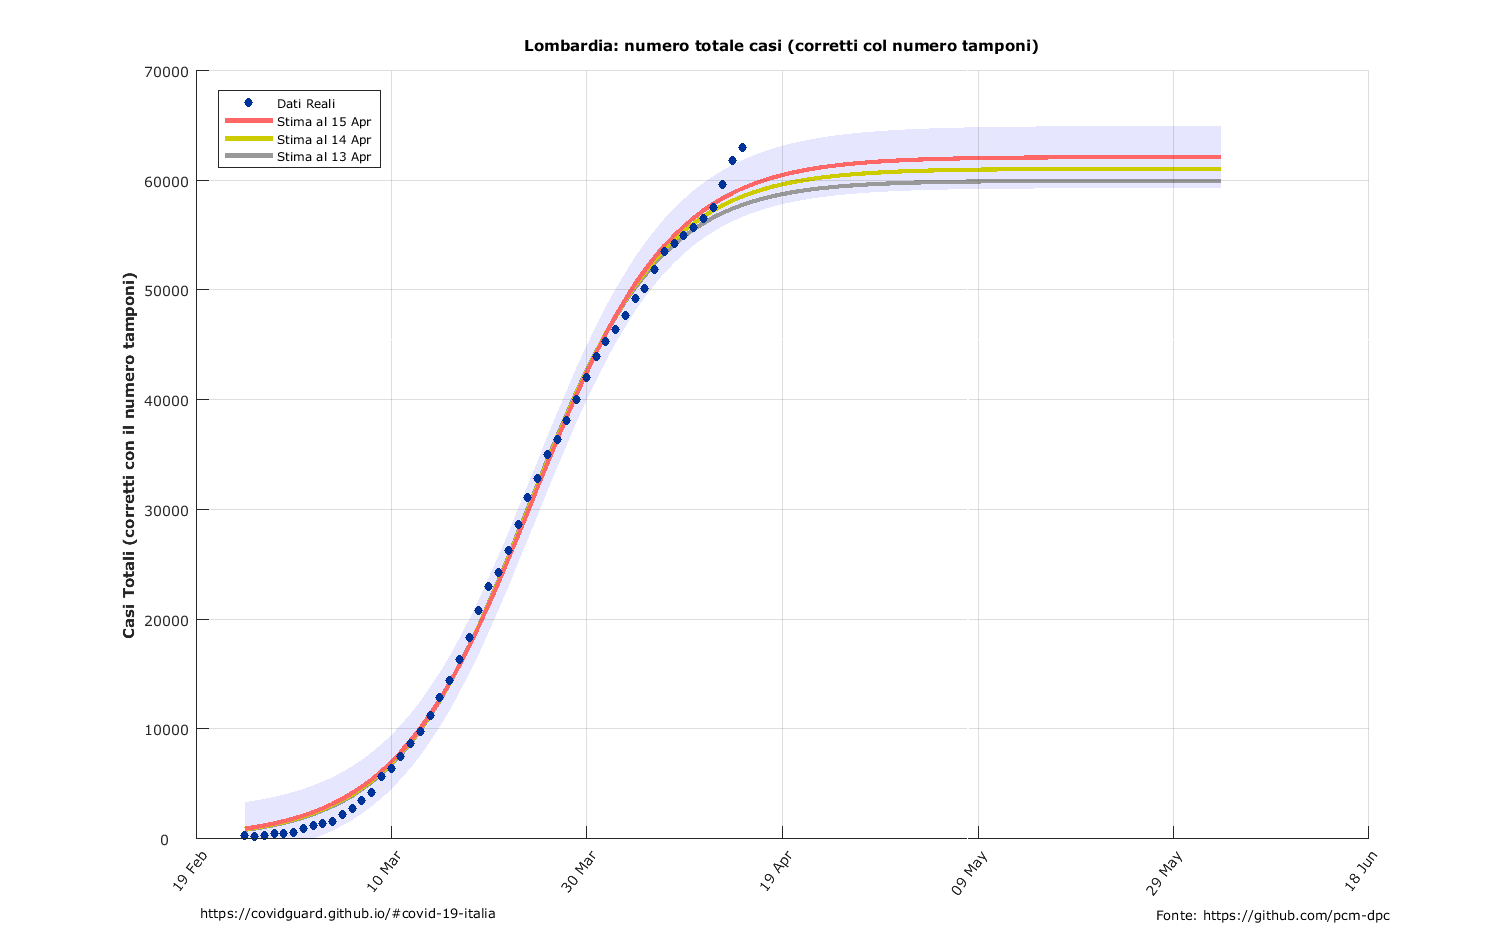 Lombardia: numero totale casi (corretti col numero tamponi)
70000
60000
50000
40000
30000
20000
10000
0
Casi Totali (corretti con il numero tamponi)
Dati Reali
Stima al 15 Apr
Stima al 14 Apr
Stima al 13 Apr
19 Feb
10 Mar
30 Mar
19 Apr
09 May
29 May
18 Jun
https://covidguard.github.io/#covid-19-italia
Fonte: https://github.com/pcm-dpc